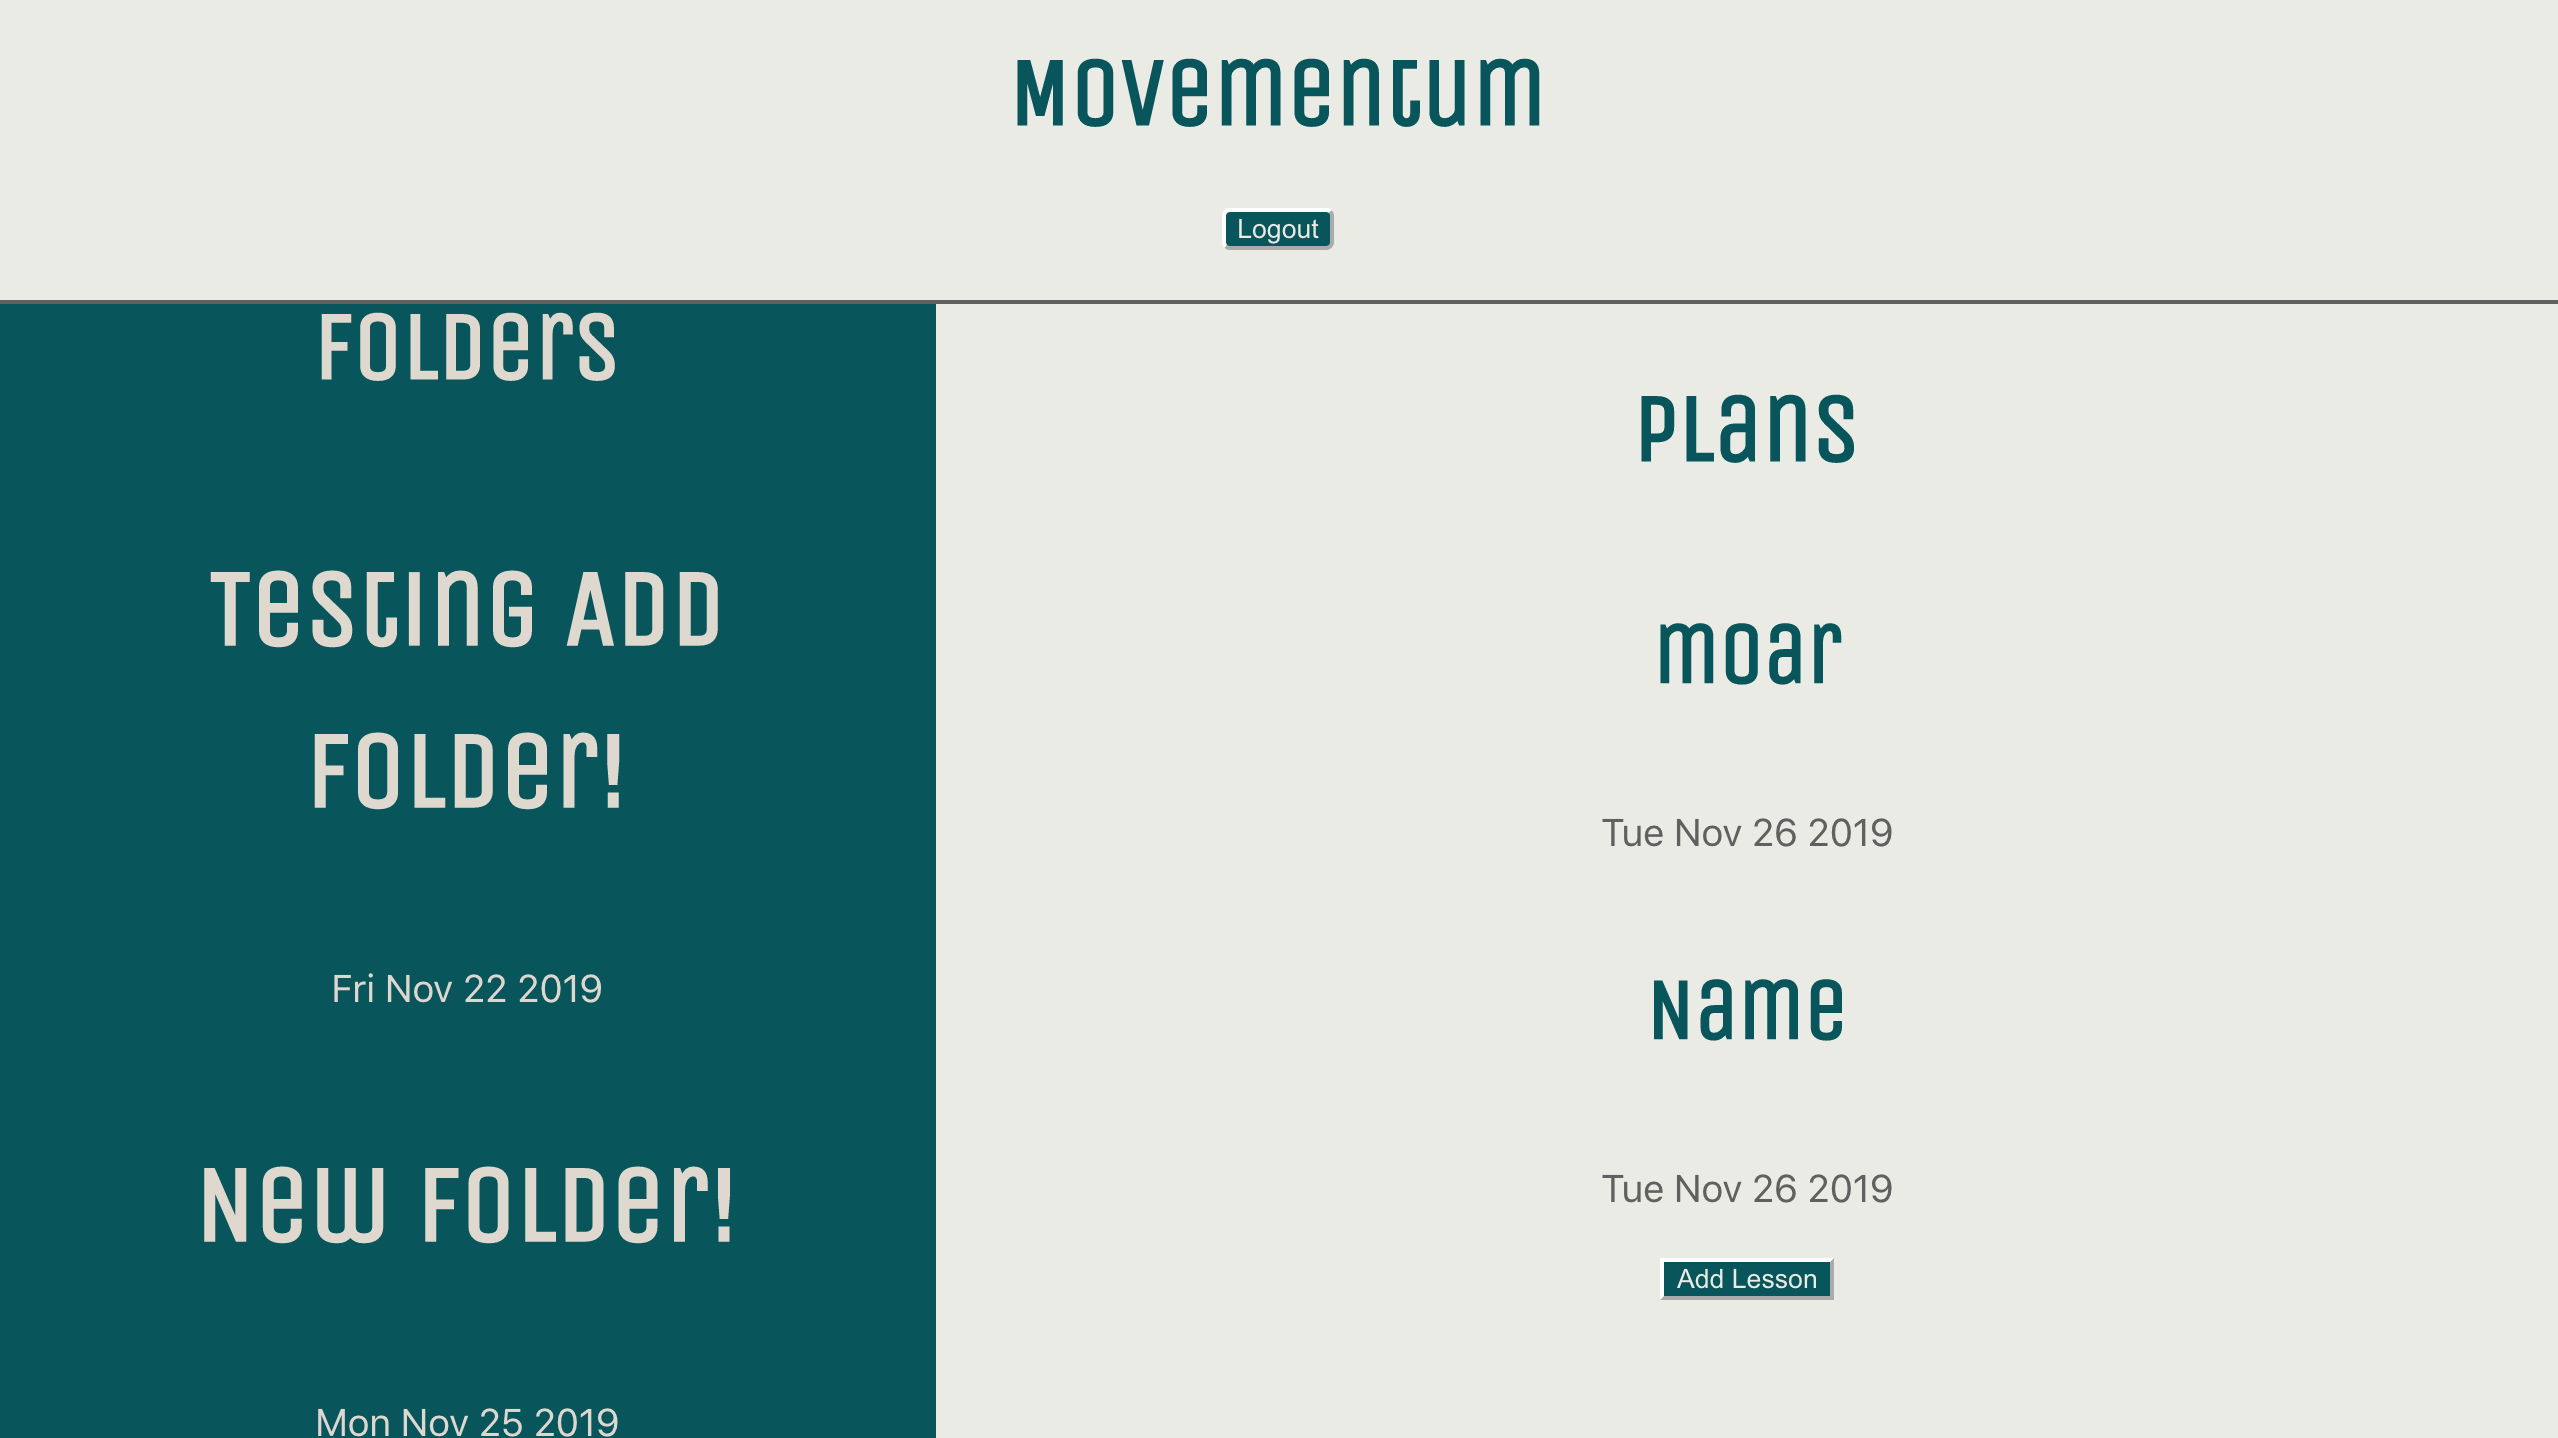 Movementum
Logout
Folders
Testing Add
Folder!
Fri Nov 22 2019
New Folder!
Mon Nov 25 2019
Plans
moar
Tue Nov 26 2019
Name
Tue Nov 26 2019
Add Lesson